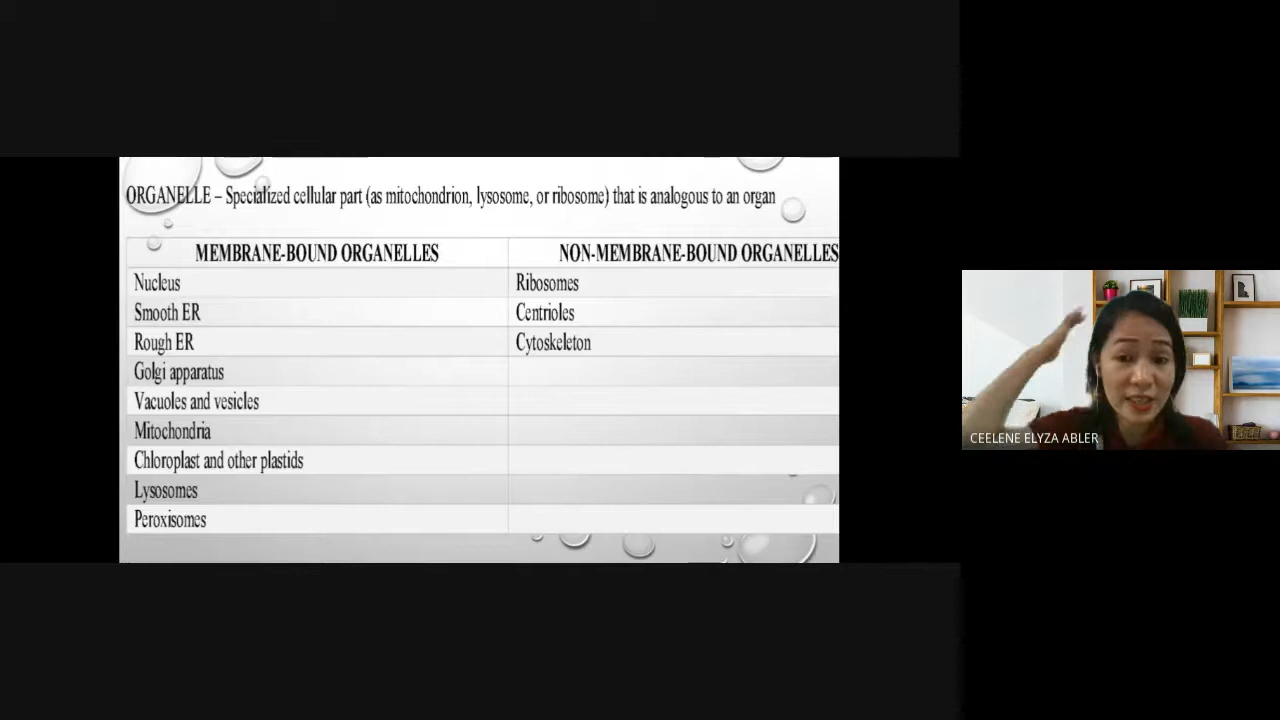 ORGANELLE – Specialized cellular part (as mitochondrion, lysosome, or ribosome) that is analogous to an organ
MEMBRANE-BOUND ORGANELLES NON-MEMBRANE-BOUND ORGANELLES
Nucleus Ribosomes
Smooth ER Centrioles
Rough ER Cytoskeleton
Golgi apparatus
Vacuoles and vesicles
Mitochondria
Chloroplast and other plastids
Lysosomes
Peroxisomes
CEELENE ELYZA ABLER